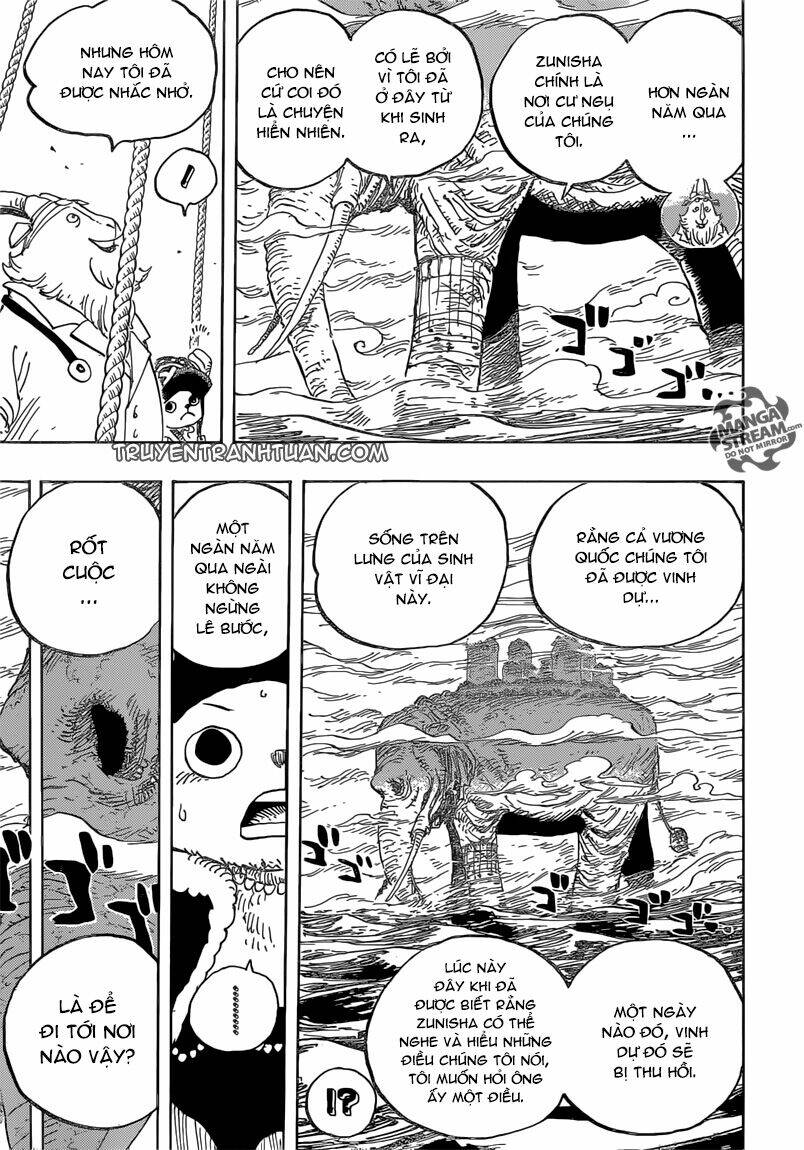 HƠN NGÀN
NĂM QUA
...
ZUNISHA
CHÍNH LÀ
NƠI CƯ NGỤ
CỦA CHÚNG
TÔI.
CÓ LẼ BỞI
VÌ TÔI ĐÃ
Ở ĐÂY TỪ
KHI SINH
RA,
CHO NÊN
CỨ COI ĐÓ
LÀ CHUYỆN
HIỂN NHIÊN.
ゴゴゴ
NHƯNG HÔM
NAY TÔI ĐÃ
ĐƯỢC NHẮC NHỞ.
!
MANGA
STREAM.com
DO NOT MIRROR!
TRUYENTRANHTUAN.COM
RẰNG CẢ VƯƠNG
QUỐC CHÚNG TÔI
ĐÃ ĐƯỢC VINH
DỰ...
SỐNG TRÊN
LƯNG CỦA SINH
VẬT VĨ ĐẠI
NÀY.
ゴゴゴゴゴ
MỘT NGÀY
NÀO ĐÓ, VINH
DỰ ĐÓ SẼ
BỊ THU HỒI.
LÚC NÀY
ĐÂY KHI ĐÃ
ĐƯỢC BIẾT RẰNG
ZUNISHA CÓ THỂ
NGHE VÀ HIỂU NHỮNG
ĐIỀU CHÚNG TÔI NÓI,
TÔI MUỐN HỎI ÔNG
ẤY MỘT ĐIỀU.
!?
MỘT
NGÀN NĂM
QUA NGÀI
KHÔNG
NGỪNG
LÊ BƯỚC,
RỐT
CUỘC
...
LÀ ĐỂ
ĐI TỚI NƠI
NÀO VẬY?